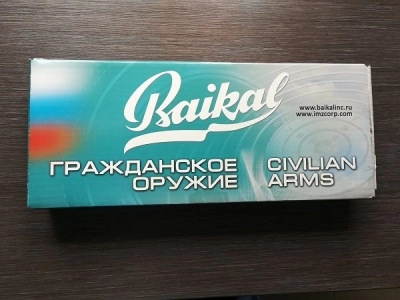 Baikal
www.baikalinc.ru
www.imzcorp.com
ГРАЖДАНСКОЕ ОРУЖИЕ
CIVILIAN ARMS